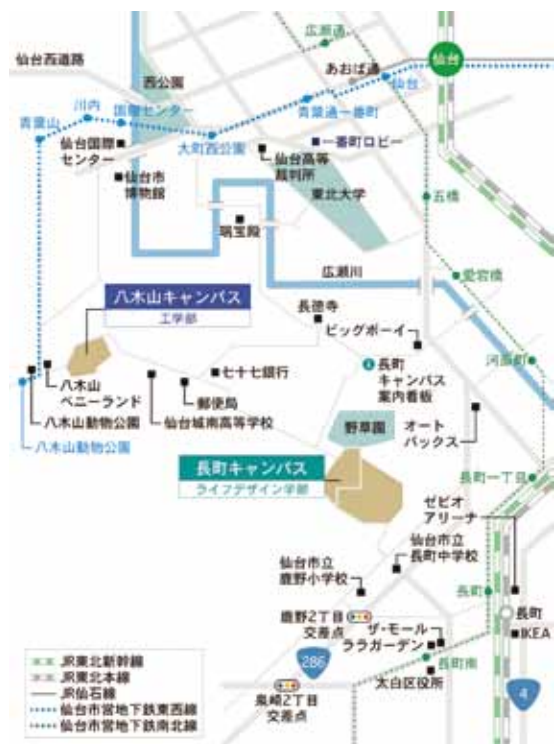 広瀬通
仙台西道路
西公園
あおば通
仙台
仙台
川内
国際センター
青葉通一番町
青葉山
大町西公園
一番町ロビー
仙台国際
センター
仙台高等
裁判所
仙台市
博物館
東北大学
五橋
瑞宝殿
広瀬川
愛宕橋
八木山キャンパス
工学部
長徳寺
ビッグボーイ
河原町
七十七銀行
長町
キャンパス
案内看板
八木山
ベニーランド
郵便局
八木山動物公園
仙台城南高等学校
野草園
オート
バックス
八木山動物公園
長町キャンパス
ライフデザイン学部
長町一丁目
ゼビオ
アリーナ
仙台市立
長町中学校
仙台市立
鹿野小学校
長町
鹿野2丁目
交差点
ザ・モール
ララガーデン
長町
IKEA
286
長町南
太白区役所
4
泉崎2丁目
交差点
JR東北新幹線
JR東北本線
JR仙石線
仙台市営地下鉄東西線
仙台市営地下鉄南北線